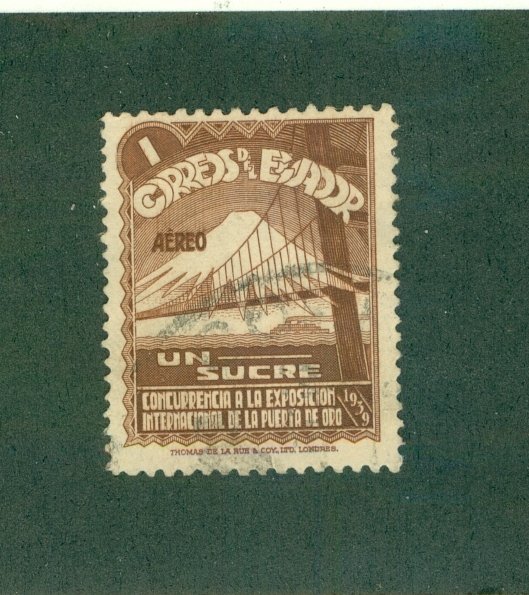 1
CORREOS DEL ECUADOR
AÉREO
UN
SUCRE
CONCURRENCIA A LA EXPOSICION
INTERNACIONAL DE LA PUERTA DE ORO
1939
THOMAS DE LA RUE & COY., LTD, LONDRES.